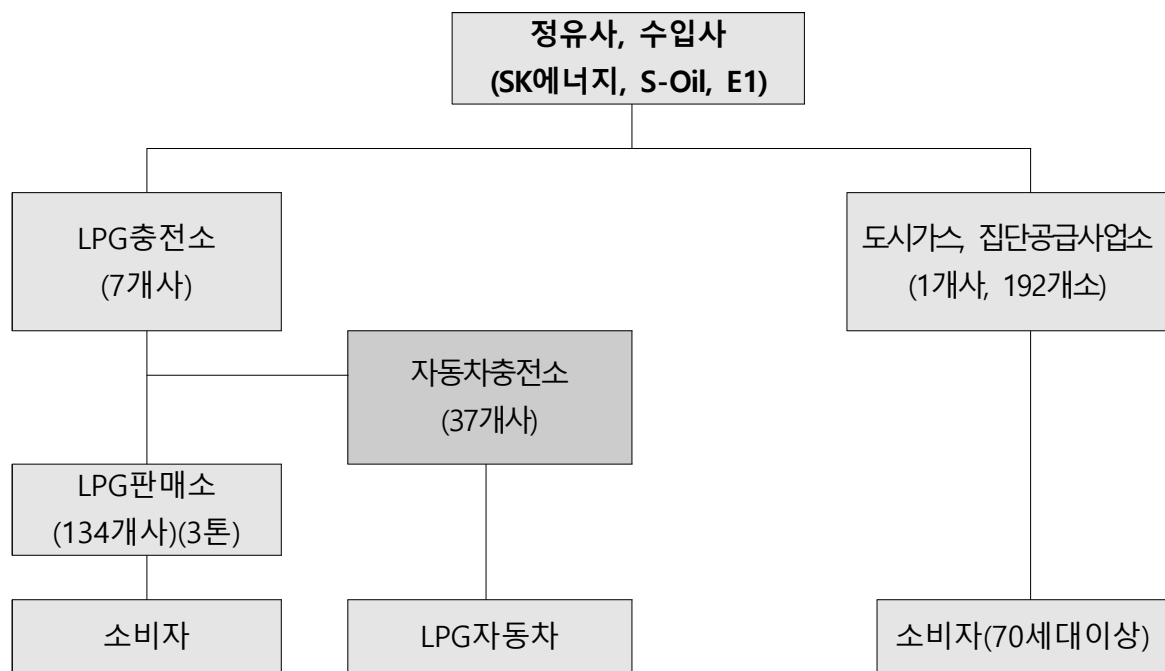 정유사, 수입사
(SK에너지, S-Oil, E1)
LPG충전소
(7개사)
도시가스, 집단공급사업소
(1개사, 192개소)
자동차충전소
(37개사)
LPG판매소
(134개사)(3톤)
소비자
LPG자동차
소비자(70세대이상)